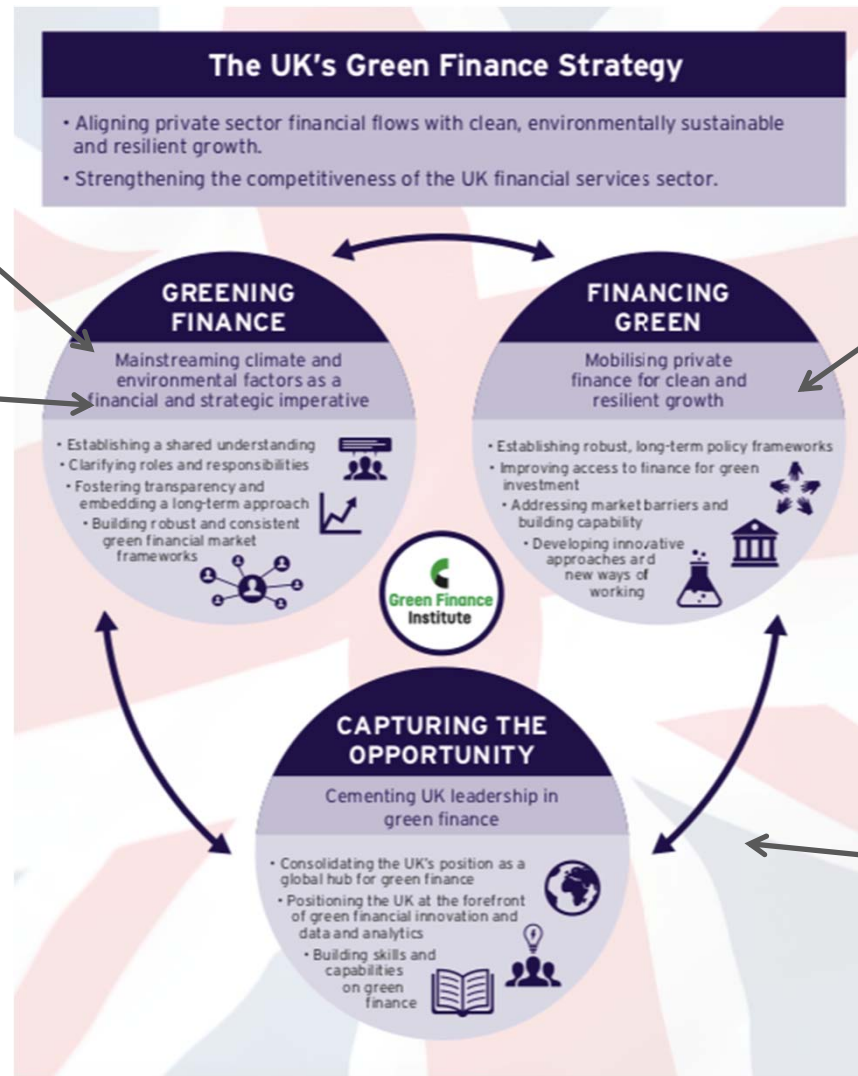 The UK's Green Finance Strategy
• Aligning private sector financial flows with clean, environmentally sustainable
and resilient growth.
• Strengthening the competitiveness of the UK financial services sector.
GREENING
FINANCE
Mainstreaming climate and
environmental factors as a
financial and strategic imperative
• Establishing a shared understanding
• Clarifying roles and responsibilities
• Fostering transparency and
embedding a long-term approach
• Building robust and consistent
green financial market
frameworks
FINANCING
GREEN
Mobilising private
finance for clean and
resilient growth
• Establishing robust, long-term policy frameworks
• Improving access to finance for green
investment
• Addressing market barriers and
building capability
• Developing innovative
approaches and
new ways of
working
Green Finance
Institute
CAPTURING THE
OPPORTUNITY
Cementing UK leadership in
green finance
• Consolidating the UK's position as a
global hub for green finance
• Positioning the UK at the forefront
of green financial innovation and
data and analytics
• Building skills and
capabilities
on green
finance